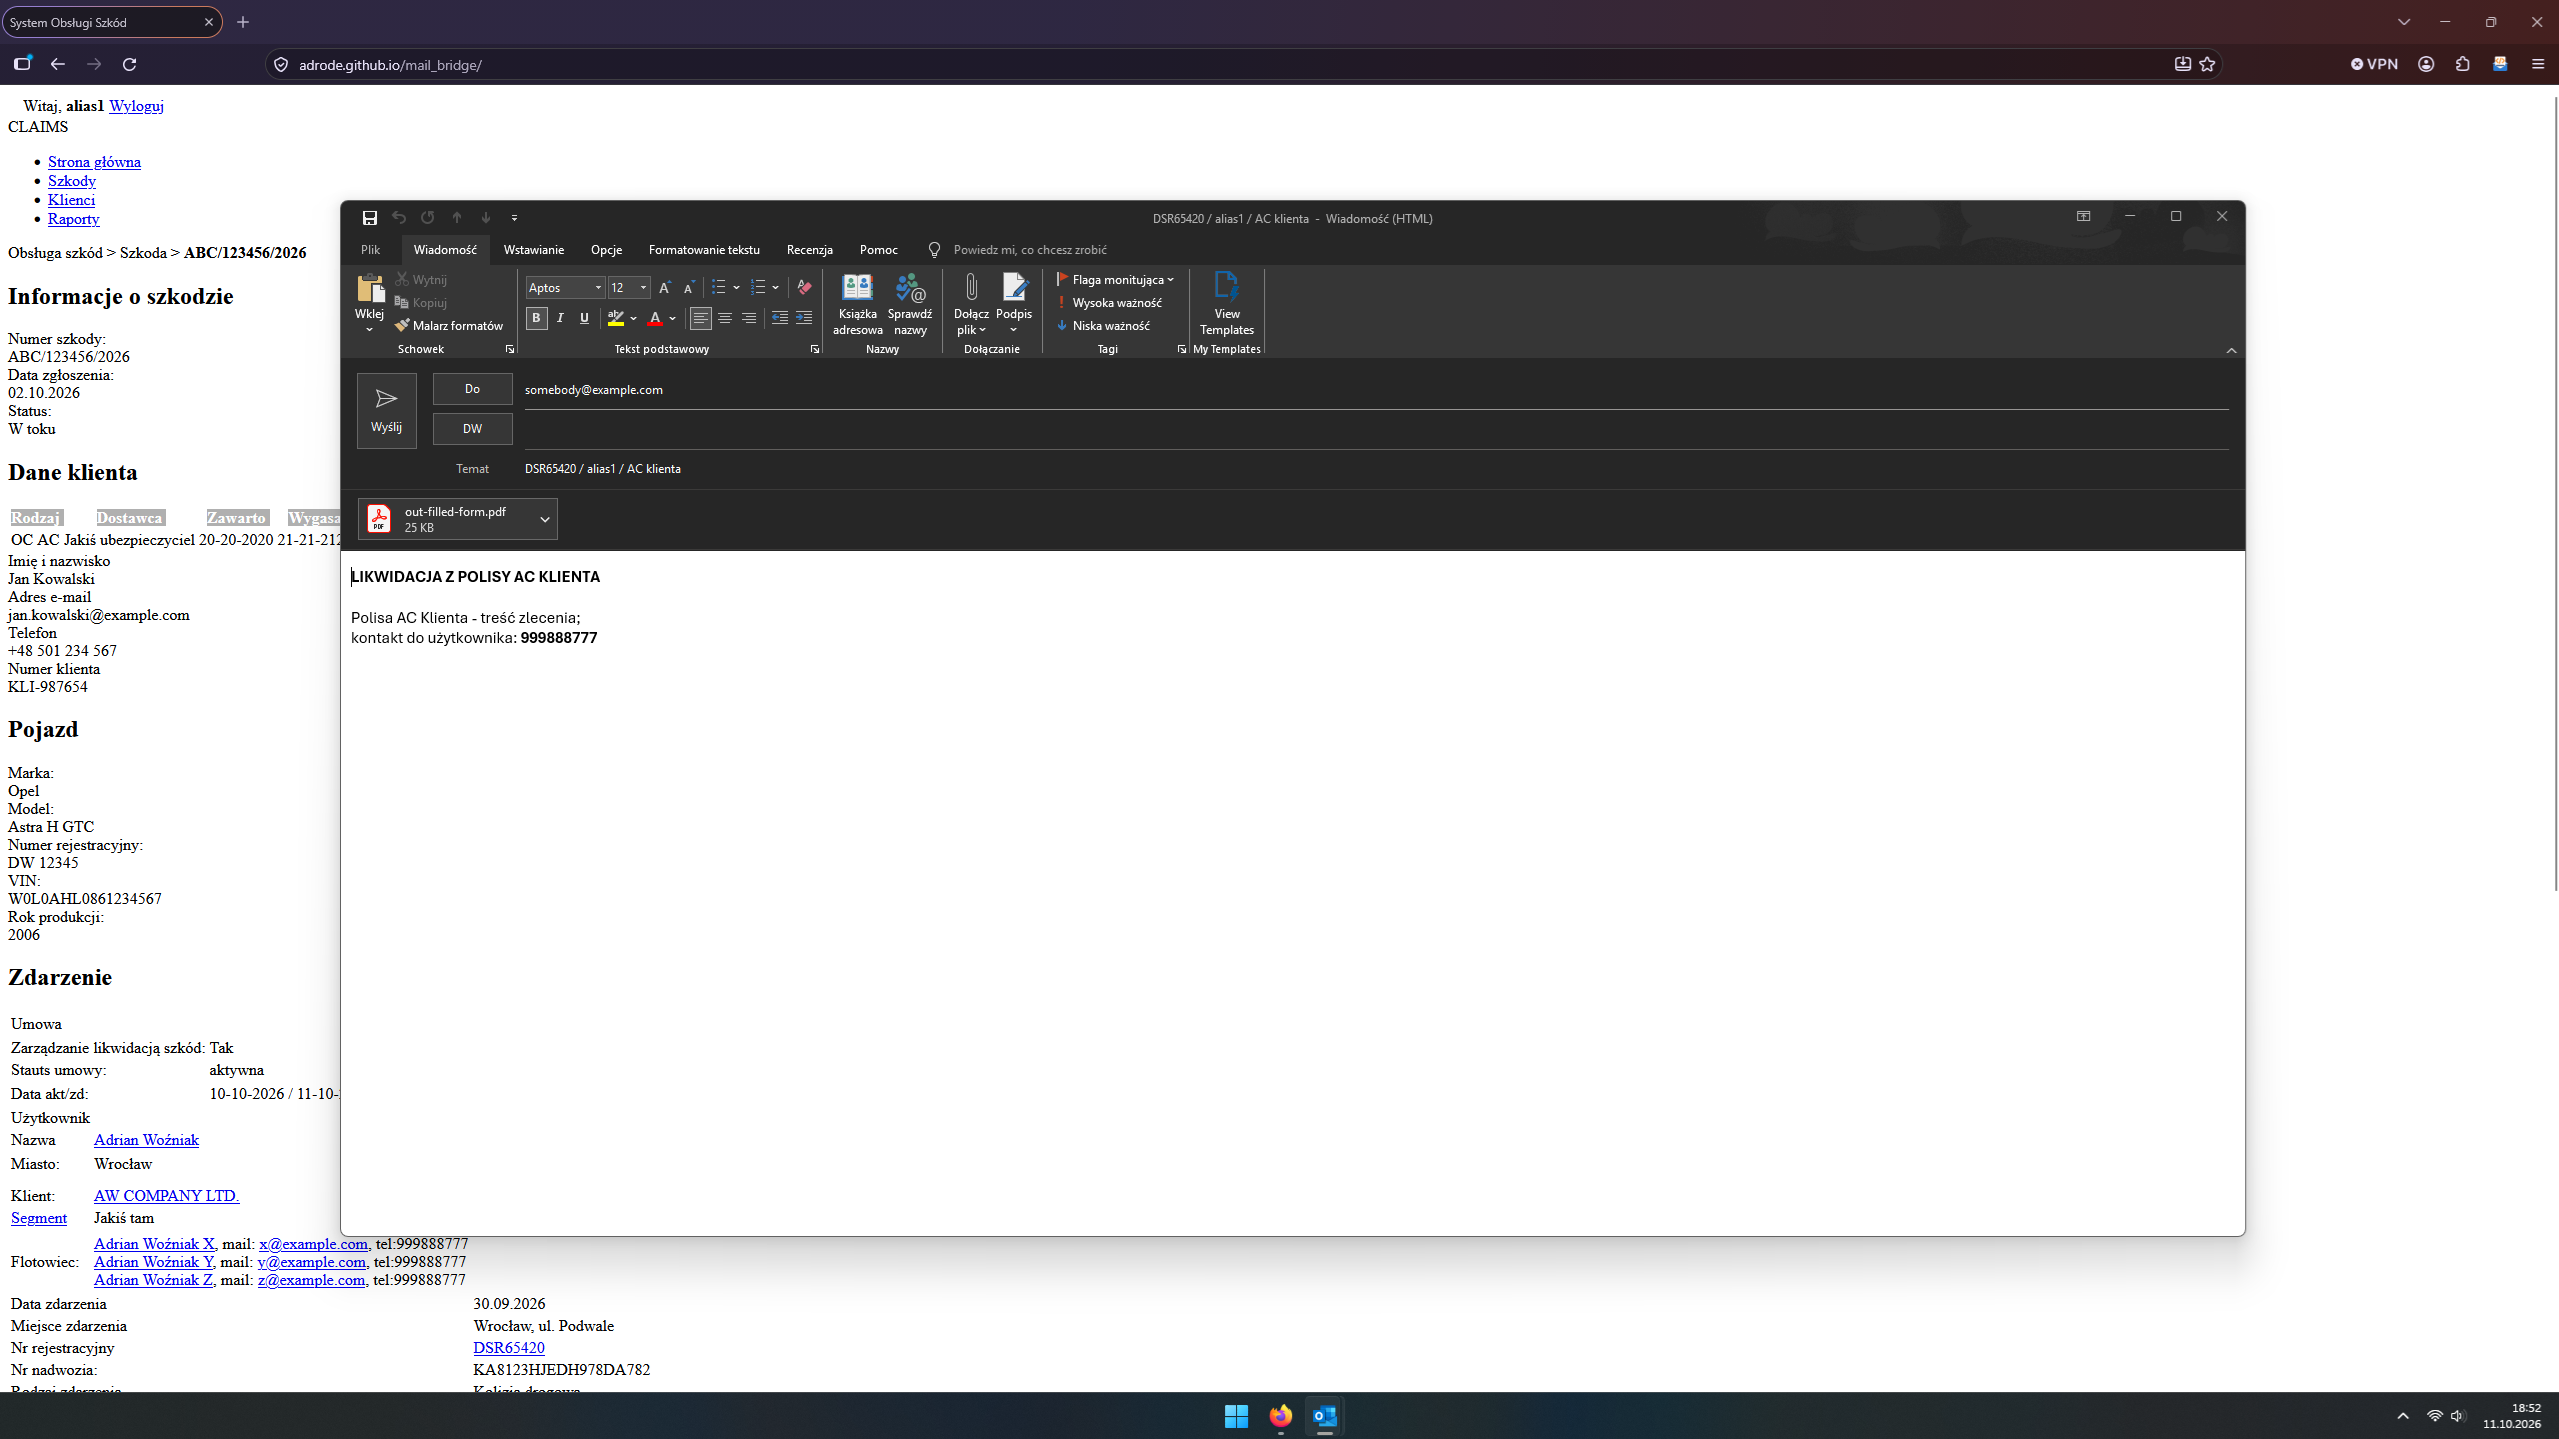 System Obsługi Szkód
adrode.github.io/mail_bridge/
VPN
Witaj, alias1 Wyloguj
CLAIMS
Strona główna
Szkody
Klienci
Raporty
Obsługa szkód > Szkoda > ABC/123456/2026
Informacje o szkodzie
Numer szkody:
ABC/123456/2026
Data zgłoszenia:
02.10.2026
Status:
W toku
Dane klienta
Rodzaj Dostawca Zawarto Wygasa
OC AC Jakiś ubezpieczyciel 20-20-2020 21-21-212
Imię i nazwisko
Jan Kowalski
Adres e-mail
jan.kowalski@example.com
Telefon
+48 501 234 567
Numer klienta
KLI-987654
Pojazd
Marka:
Opel
Model:
Astra H GTC
Numer rejestracyjny:
DW 12345
VIN:
W0L0AHL0861234567
Rok produkcji:
2006
Zdarzenie
Umowa
Zarządzanie likwidacją szkód: Tak
Stauts umowy: aktywna
Data akt/zd: 10-10-2026 / 11-10-
Użytkownik
Nazwa Adrian Woźniak
Miasto: Wrocław
Klient: AW COMPANY LTD.
Segment Jakiś tam
Adrian Woźniak X, mail: x@example.com, tel:999888777
Flotowiec: Adrian Woźniak Y, mail: y@example.com, tel:999888777
Adrian Woźniak Z, mail: z@example.com, tel:999888777
Data zdarzenia 30.09.2026
Miejsce zdarzenia Wrocław, ul. Podwale
Nr rejestracyjny DSR65420
Nr nadwozia: KA8123HJEDH978DA782
Rodzaj zdarzenia Kolizja drogowa
DSR65420 / alias1 / AC klienta - Wiadomość (HTML)
Plik Wiadomość Wstawianie Opcje Formatowanie tekstu Recenzja Pomoc Powiedz mi, co chcesz zrobić
Wklej
Wytnij
Kopiuj
Malarz formatów
Schowek
Aptos 12
B I U ab A
Tekst podstawowy
Książka adresowa
Sprawdź nazwy
Nazwy
Dołącz plik
Podpis
Dołączanie
Flaga monitująca
Wysoka ważność
Niska ważność
Tagi
View Templates
My Templates
Wyślij
Do somebody@example.com
DW
Temat DSR65420 / alias1 / AC klienta
PDF
out-filled-form.pdf
25 KB
LIKWIDACJA Z POLISY AC KLIENTA
Polisa AC Klienta - treść zlecenia;
kontakt do użytkownika: 999888777
18:52
11.10.2026